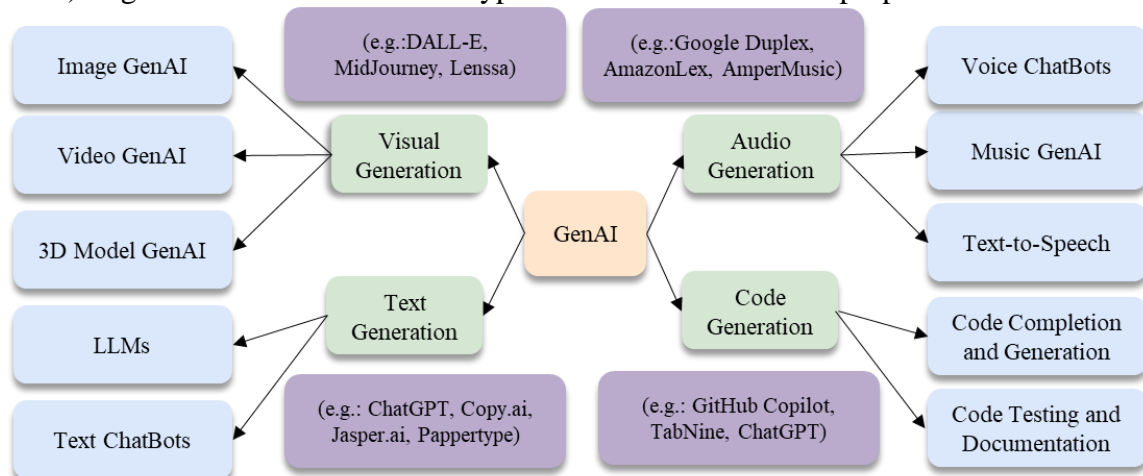 (e.g.:DALL-E,
MidJourney, Lenssa)
(e.g.:Google Duplex,
AmazonLex, AmperMusic)
Image GenAI
Voice ChatBots
Video GenAI
Visual
Generation
Audio
Generation
Music GenAI
GenAI
3D Model GenAI
Text-to-Speech
Text
Generation
Code
Generation
LLMs
Code Completion
and Generation
(e.g.: ChatGPT, Copy.ai,
Jasper.ai, Pappertype)
(e.g.: GitHub Copilot,
TabNine, ChatGPT)
Text ChatBots
Code Testing and
Documentation